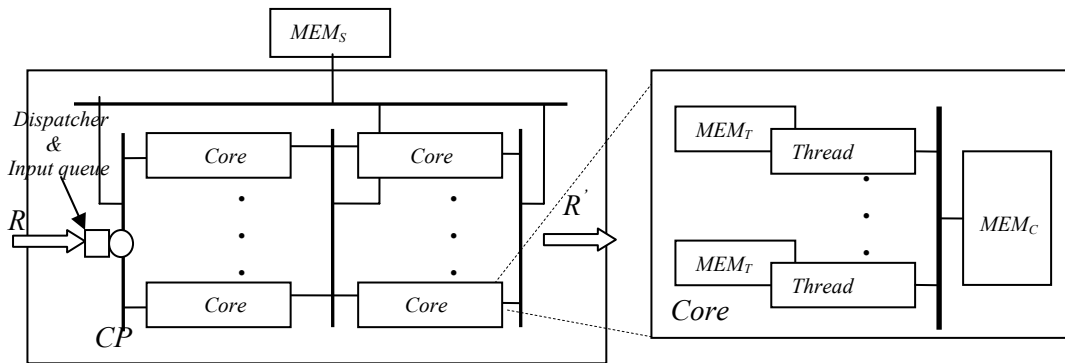 MEMS
Dispatcher
&
Input queue
Core
Core
R
R'
Core
Core
CP
MEMT
Thread
MEMC
MEMT
Thread
Core